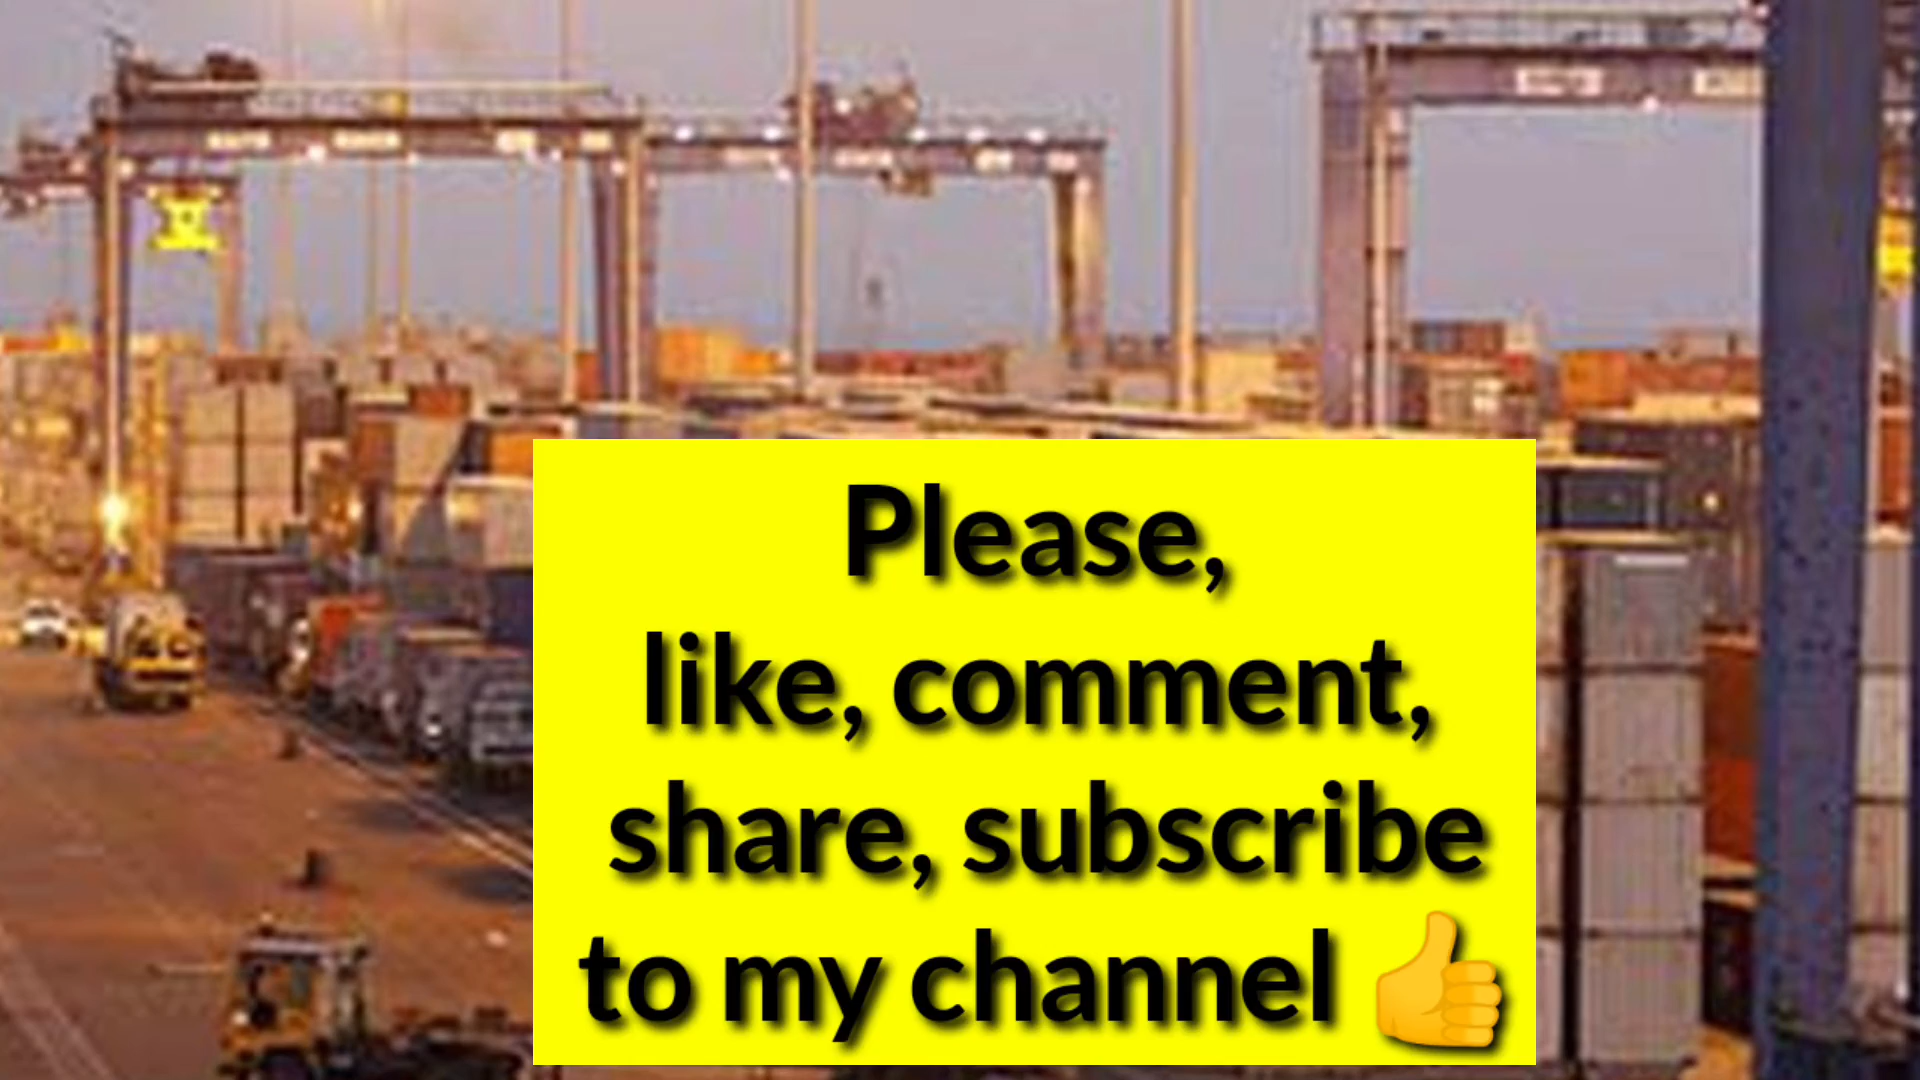 Please,
like, comment,
share, subscribe
to my channel 👍